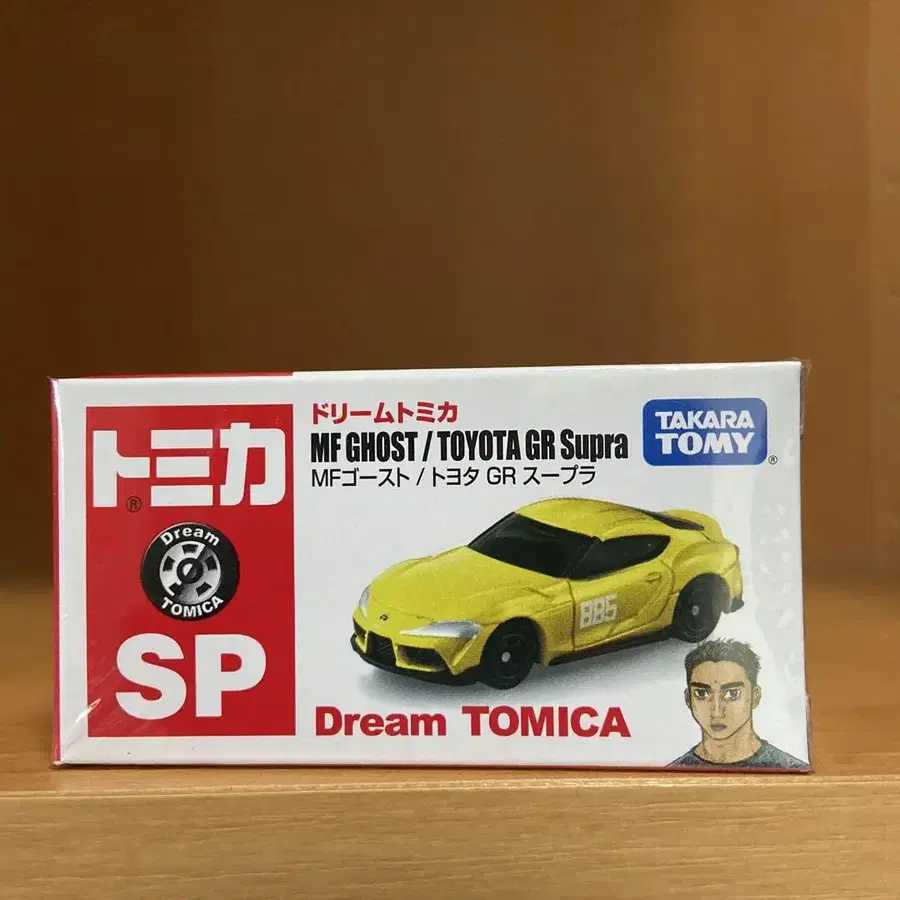 トミカ®
Dream
TOMICA
SP
ドリームトミカ
MF GHOST / TOYOTA GR Supra
MFゴースト / トヨタ GR スープラ
TAKARA
TOMY®
885
Dream TOMICA